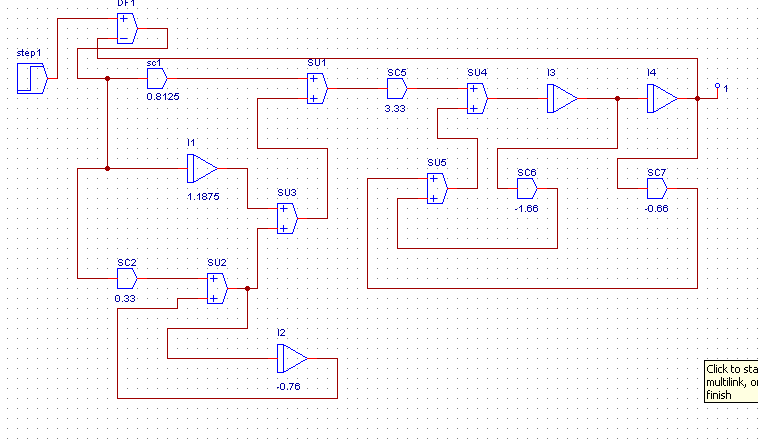 DF1
step1
sc1
0.8125
SU1
SC5
3.33
SU4
I3
I4
1
I1
1.1875
SU3
SU5
SC6
-1.66
SC7
-0.66
SC2
0.33
SU2
I2
-0.76
Click to sta
multilink, o
finish